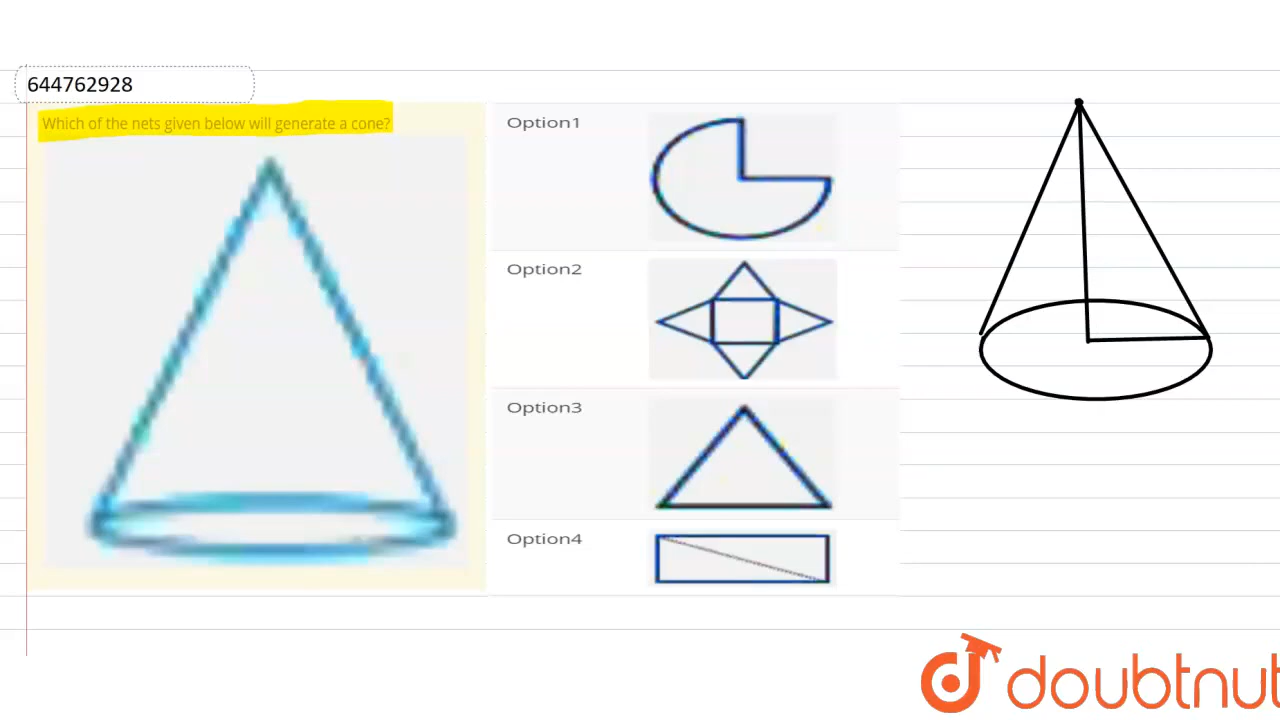 644762928
Which of the nets given below will generate a cone?
Option1
Option2
Option3
Option4
doubtnut